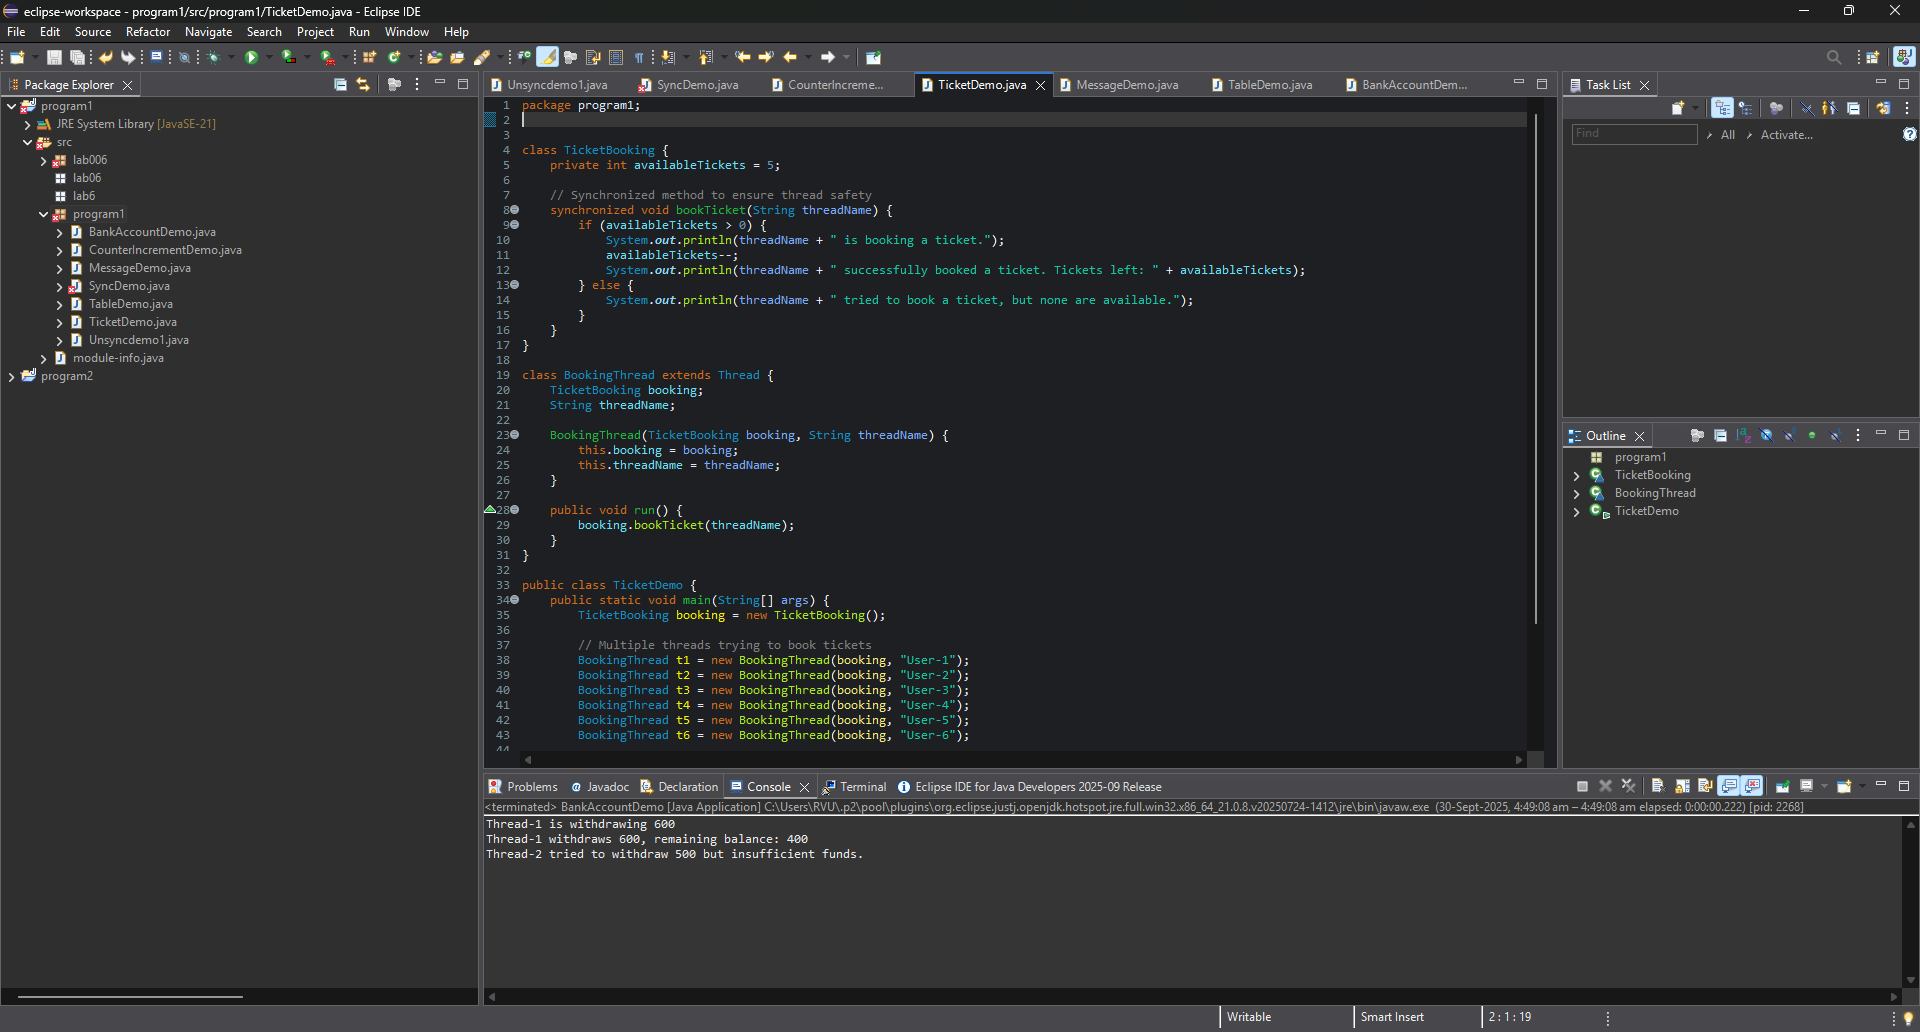 eclipse-workspace - program1/src/program1/TicketDemo.java - Eclipse IDE
File Edit Source Refactor Navigate Search Project Run Window Help
Package Explorer
program1
JRE System Library [JavaSE-21]
src
lab006
lab06
lab6
program1
BankAccountDemo.java
CounterIncrementDemo.java
MessageDemo.java
SyncDemo.java
TableDemo.java
TicketDemo.java
Unsyncdemo1.java
module-info.java
program2
Unsyncdemo1.java SyncDemo.java CounterIncreme... TicketDemo.java MessageDemo.java TableDemo.java BankAccountDem...
1 package program1;
2
3
4 class TicketBooking {
5     private int availableTickets = 5;
6
7     // Synchronized method to ensure thread safety
8     synchronized void bookTicket(String threadName) {
9         if (availableTickets > 0) {
10             System.out.println(threadName + " is booking a ticket.");
11             availableTickets--;
12             System.out.println(threadName + " successfully booked a ticket. Tickets left: " + availableTickets);
13         } else {
14             System.out.println(threadName + " tried to book a ticket, but none are available.");
15         }
16     }
17 }
18
19 class BookingThread extends Thread {
20     TicketBooking booking;
21     String threadName;
22
23     BookingThread(TicketBooking booking, String threadName) {
24         this.booking = booking;
25         this.threadName = threadName;
26     }
27
28     public void run() {
29         booking.bookTicket(threadName);
30     }
31 }
32
33 public class TicketDemo {
34     public static void main(String[] args) {
35         TicketBooking booking = new TicketBooking();
36
37         // Multiple threads trying to book tickets
38         BookingThread t1 = new BookingThread(booking, "User-1");
39         BookingThread t2 = new BookingThread(booking, "User-2");
40         BookingThread t3 = new BookingThread(booking, "User-3");
41         BookingThread t4 = new BookingThread(booking, "User-4");
42         BookingThread t5 = new BookingThread(booking, "User-5");
43         BookingThread t6 = new BookingThread(booking, "User-6");
44
Task List
Find All Activate...
Outline
program1
TicketBooking
BookingThread
TicketDemo
Problems Javadoc Declaration Console Terminal Eclipse IDE for Java Developers 2025-09 Release
<terminated> BankAccountDemo [Java Application] C:\Users\RVU\.p2\pool\plugins\org.eclipse.justj.openjdk.hotspot.jre.full.win32.x86_64_21.0.8.v20250724-1412\jre\bin\javaw.exe (30-Sept-2025, 4:49:08 am – 4:49:08 am elapsed: 0:00:00.222) [pid: 2268]
Thread-1 is withdrawing 600
Thread-1 withdraws 600, remaining balance: 400
Thread-2 tried to withdraw 500 but insufficient funds.
Writable Smart Insert 2 : 1 : 19